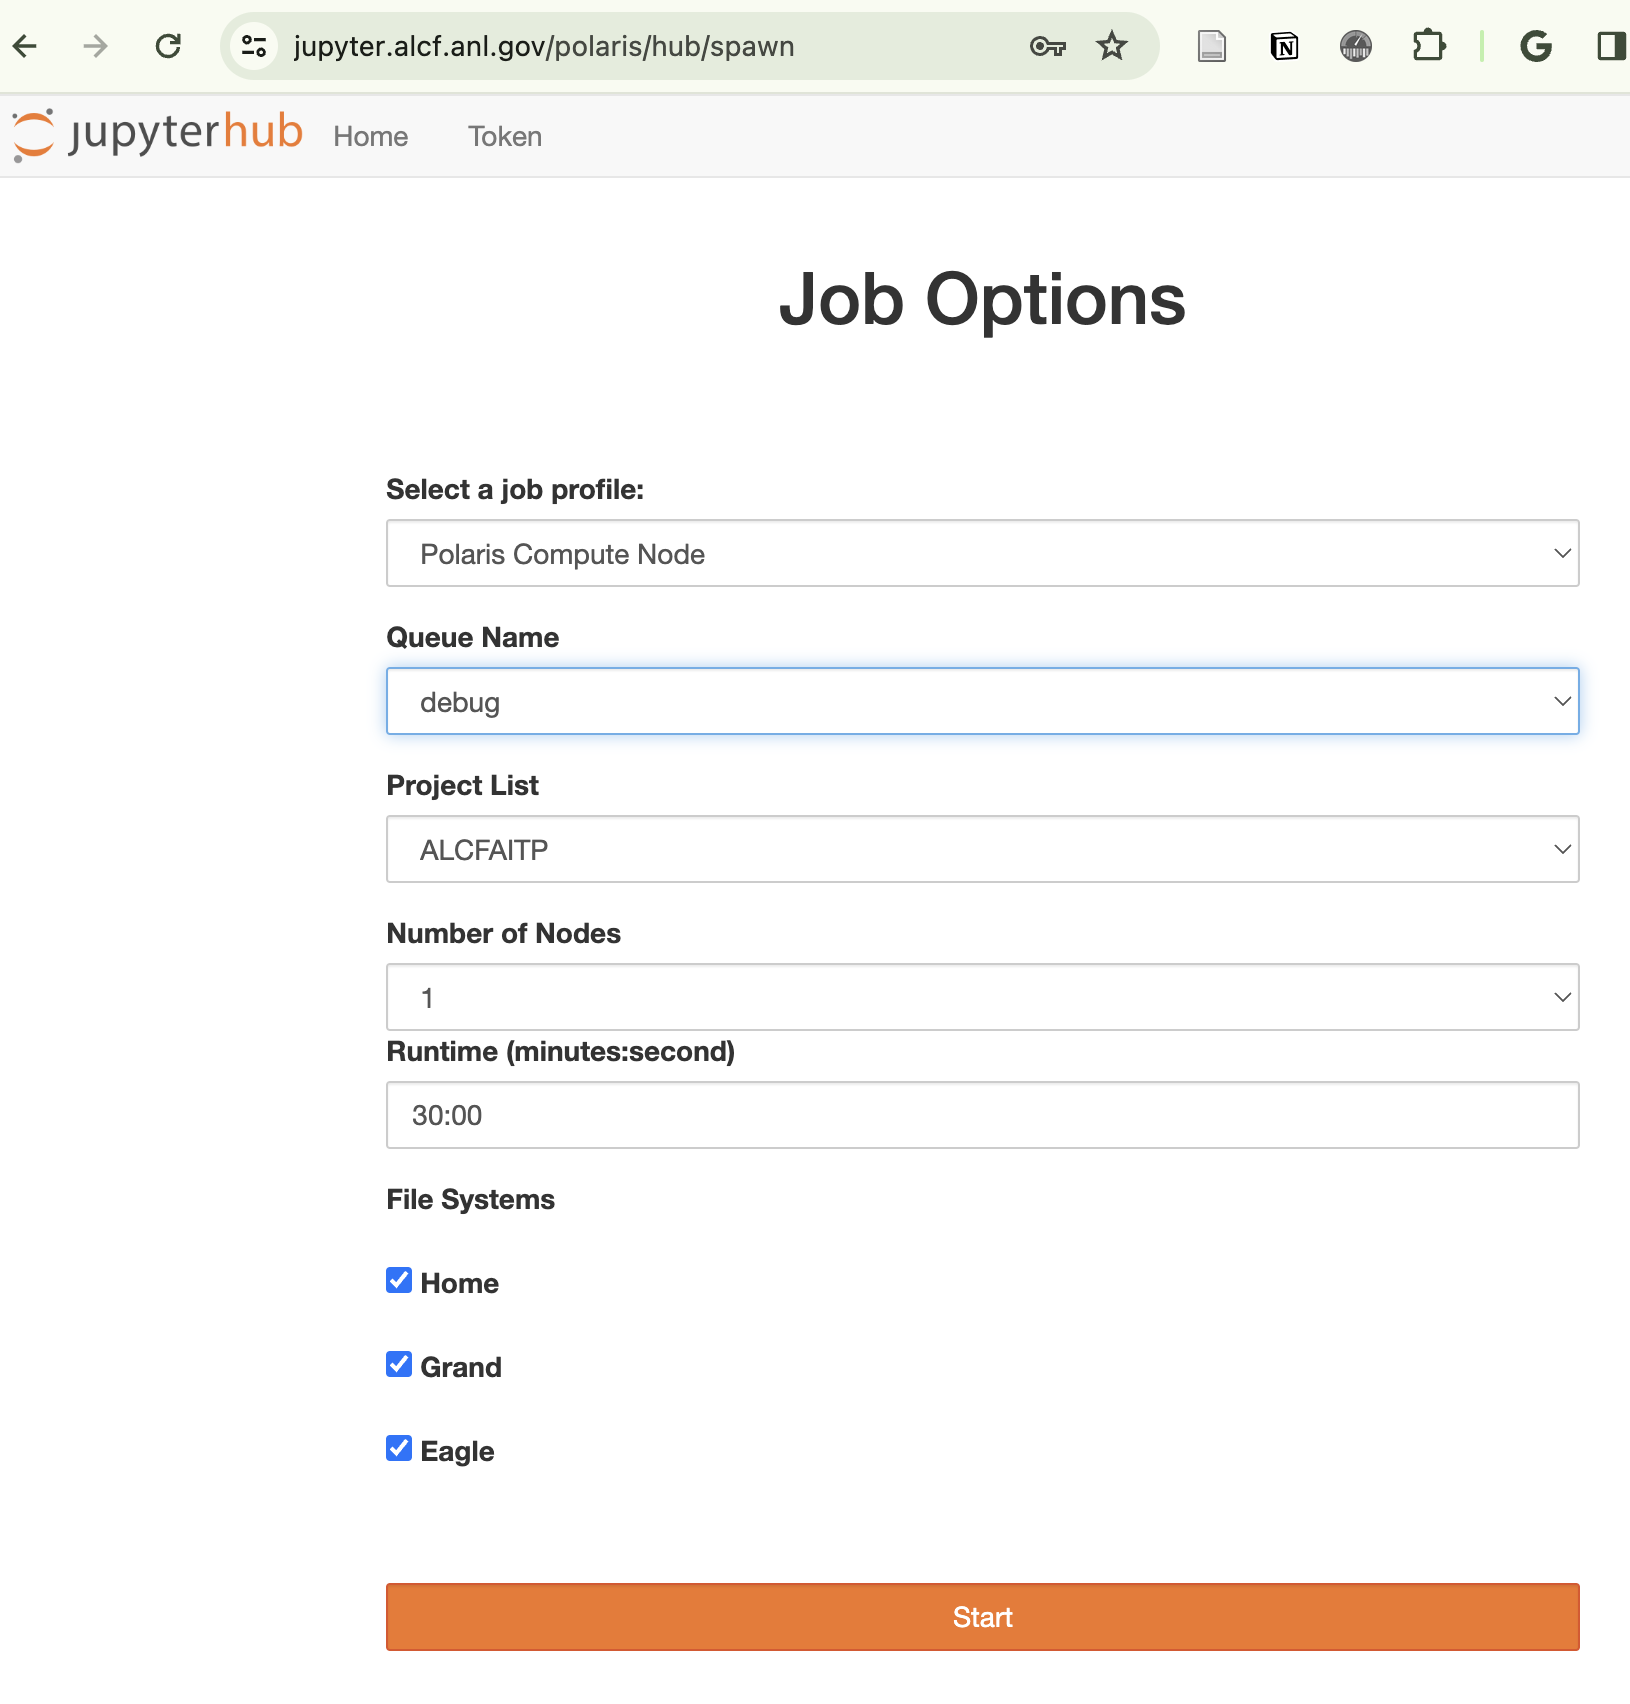 jupyter.alcf.anl.gov/polaris/hub/spawn
jupyterhub Home Token
Job Options
Select a job profile:
Polaris Compute Node
Queue Name
debug
Project List
ALCFAITP
Number of Nodes
1
Runtime (minutes:second)
30:00
File Systems
Home
Grand
Eagle
Start